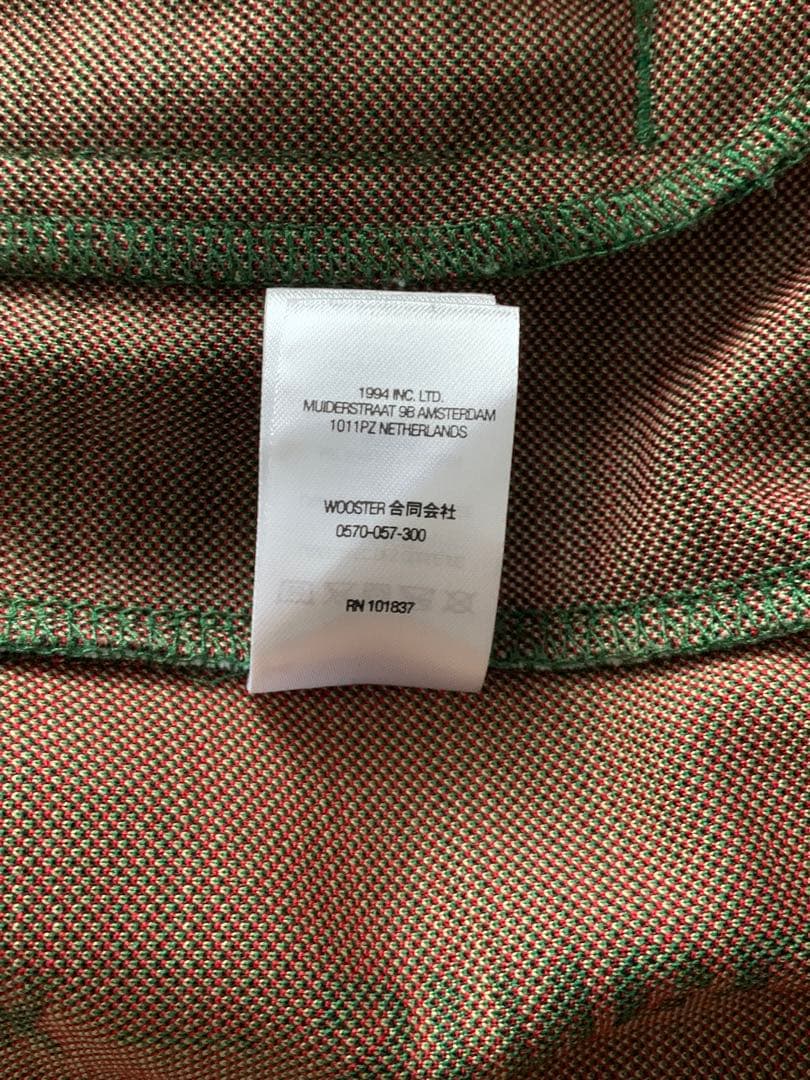 1994 INC. LTD.
MUIDERSTRAAT 9B AMSTERDAM
1011PZ NETHERLANDS
WOOSTER 合同会社
0570-057-300
RN 101837